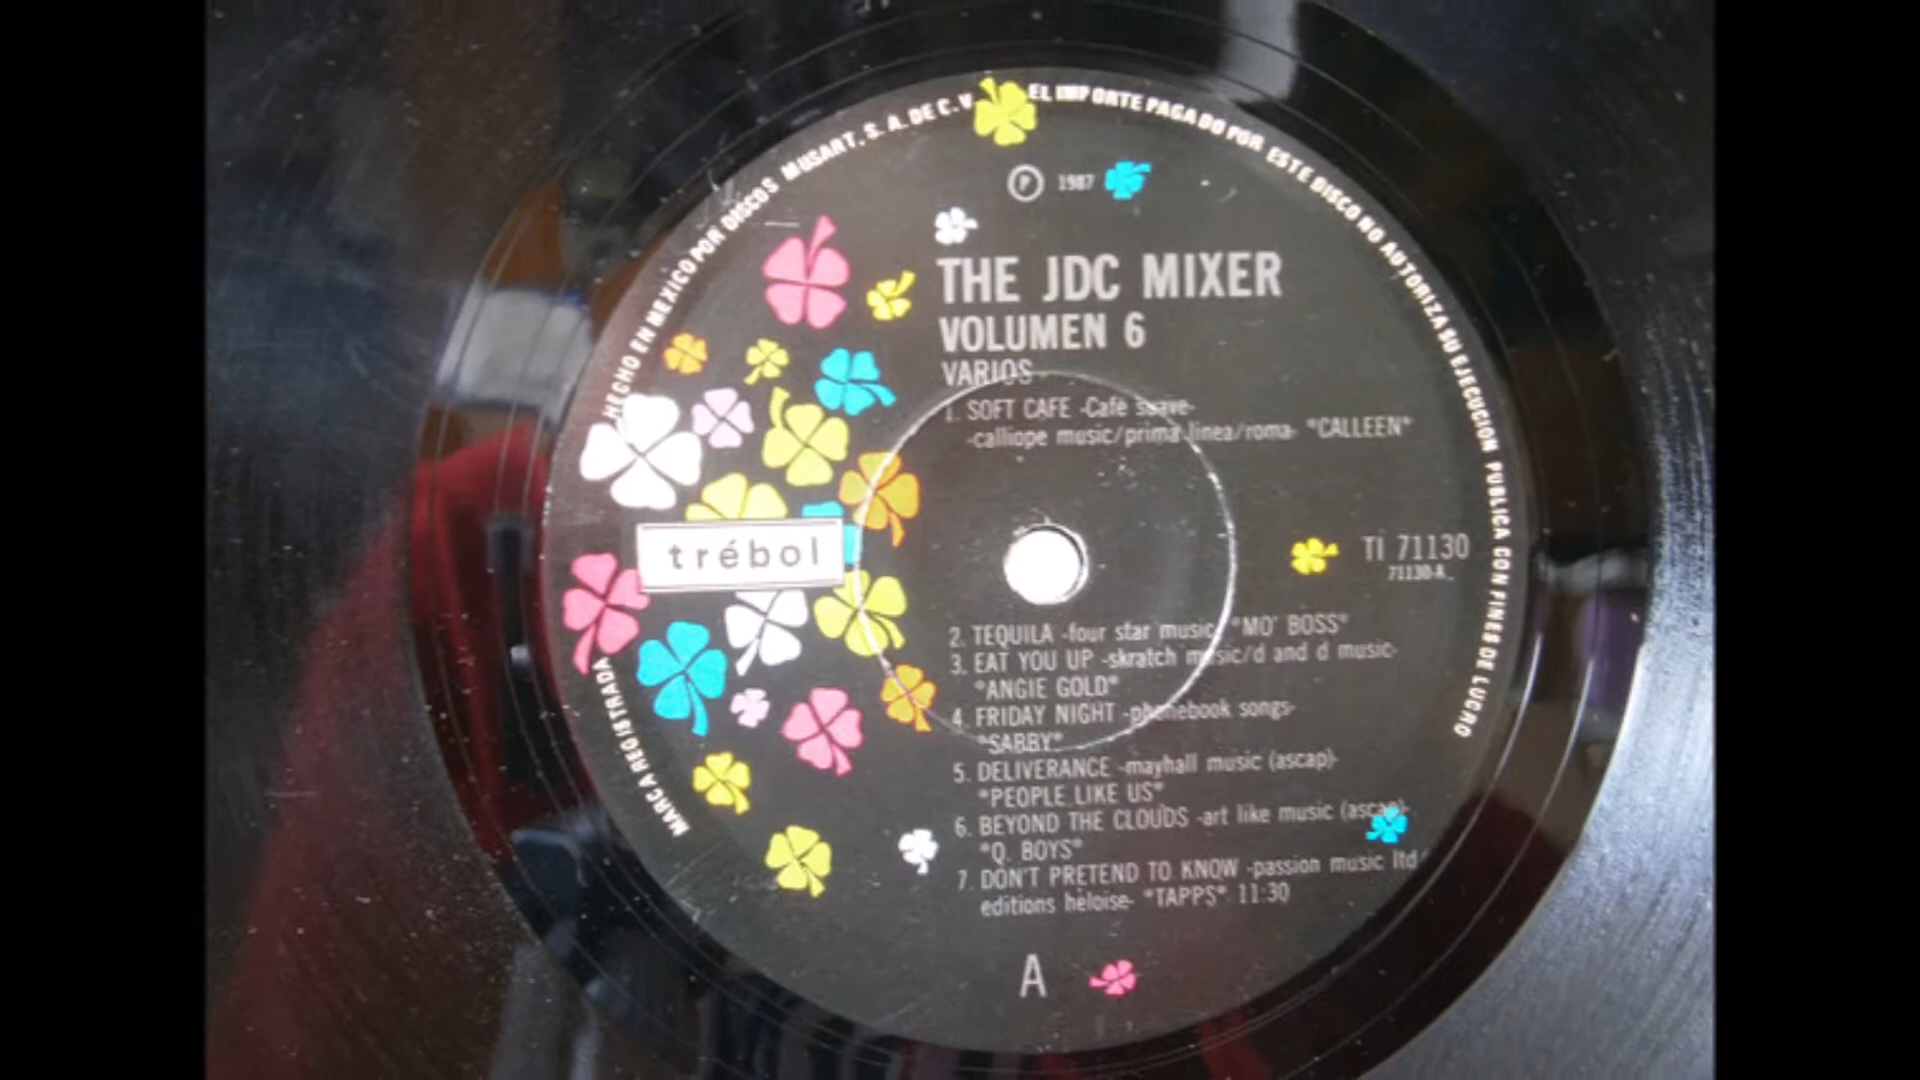 HECHO EN MEXICO POR DISCOS MUSART, S. A. DE C. V
EL IMPORTE PAGADO POR ESTE DISCO NO AUTORIZA SU EJECUCION PUBLICA CON FINES DE LUCRO
MARCA REGISTRADA
Ⓟ 1987
THE JDC MIXER
VOLUMEN 6
VARIOS
1. SOFT CAFE -Café suave-
-calliope music/prima linea/roma- "CALLEEN"
trébol
TI 71130
71130-A
2. TEQUILA -four star music- "MO' BOSS"
3. EAT YOU UP -skratch music/d and d music-
"ANGIE GOLD"
4. FRIDAY NIGHT -phonebook songs-
"SABBY"
5. DELIVERANCE -mayhall music (ascap)-
"PEOPLE LIKE US"
6. BEYOND THE CLOUDS -art like music (ascap)-
"Q. BOYS"
7. DON'T PRETEND TO KNOW -passion music ltd/
editions heloise- "TAPPS" 11:30
A